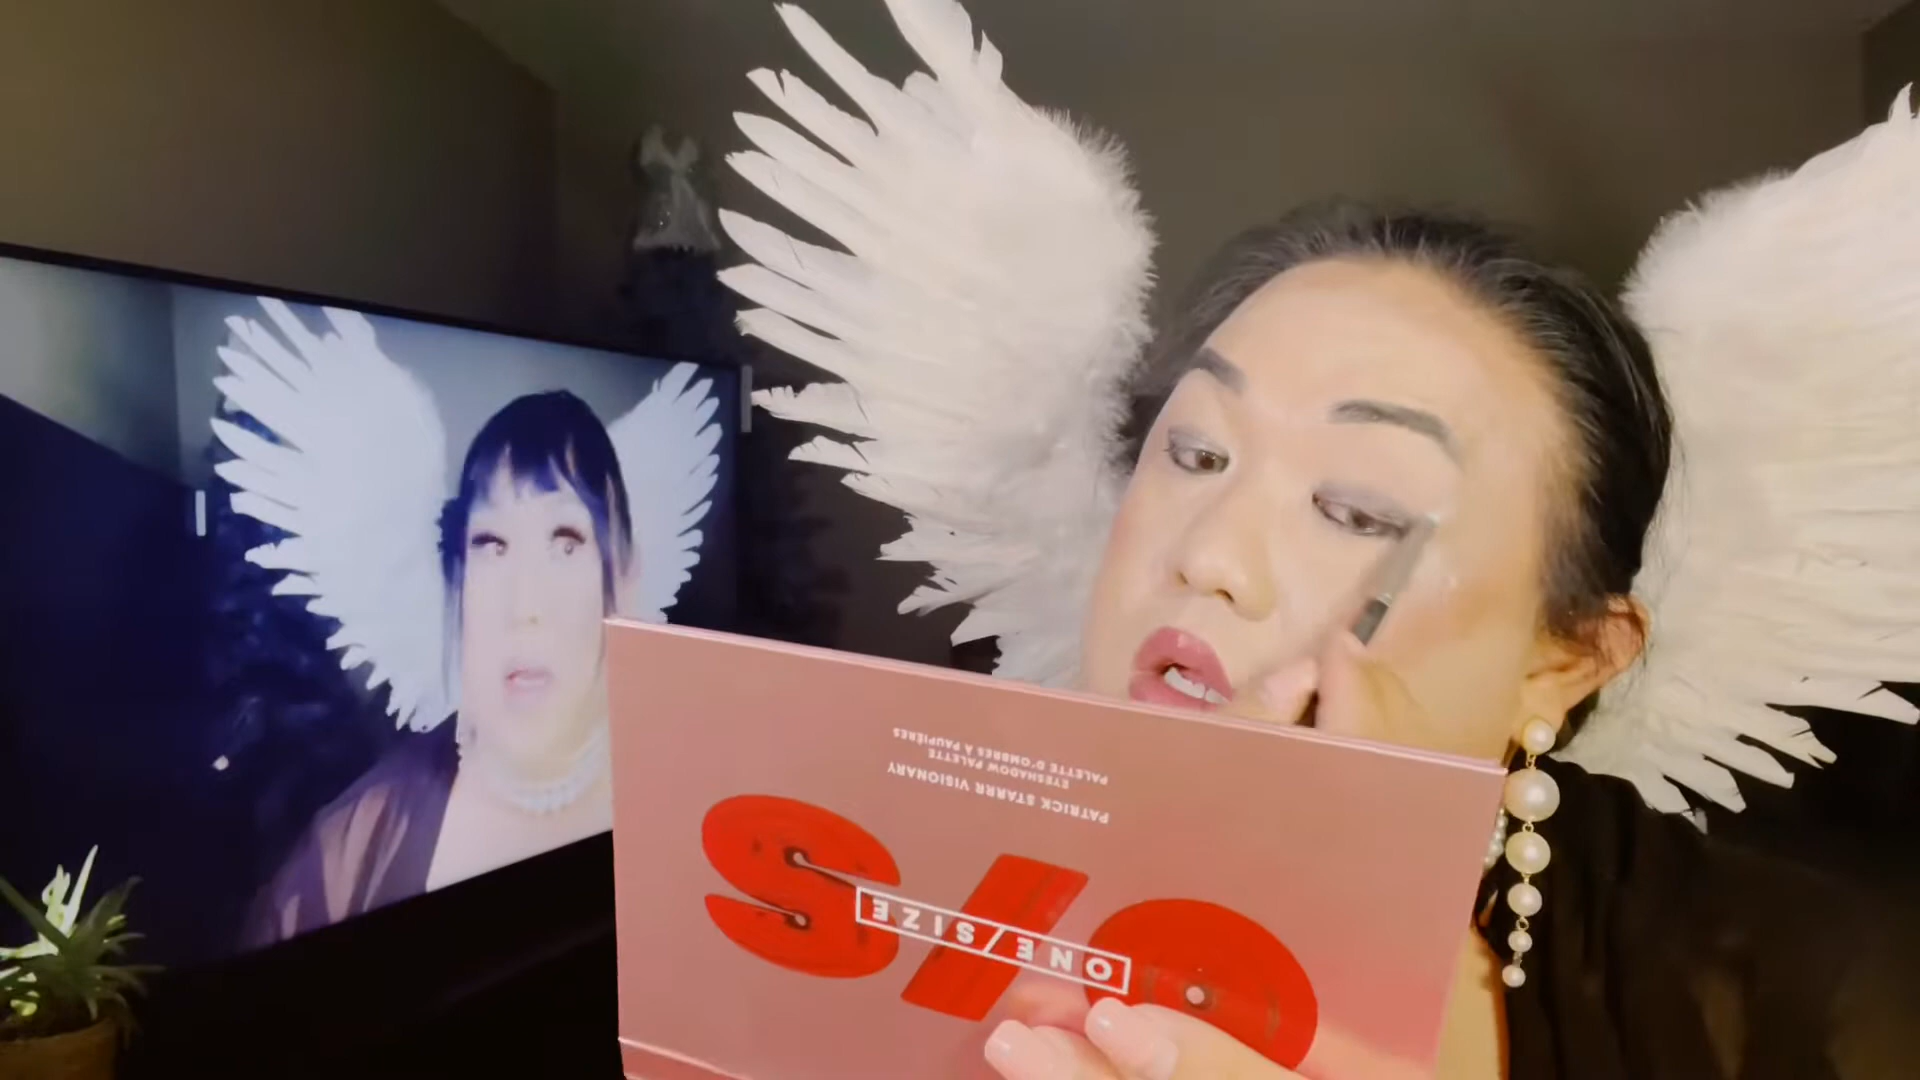 ONE/SIZE
O/S
PATRICK STARRR VISIONARY
EYESHADOW PALETTE
PALETTE D'OMBRES À PAUPIÈRES